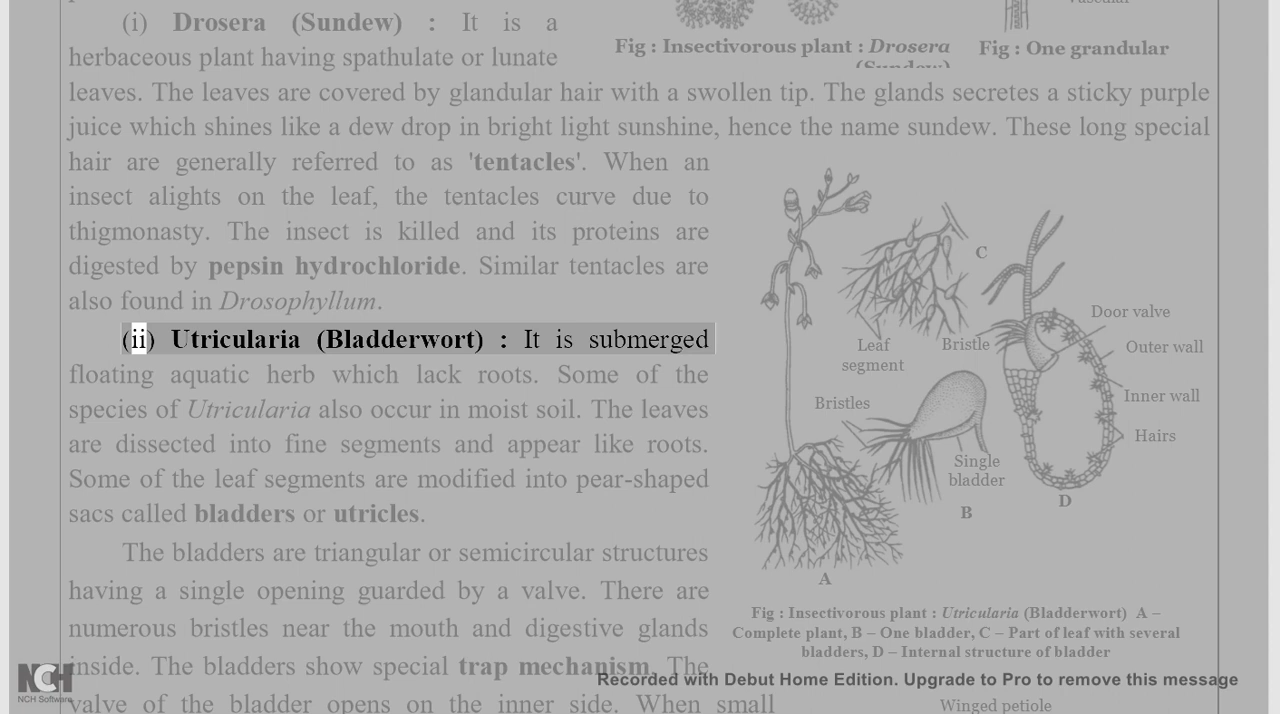 (i) Drosera (Sundew) : It is a
herbaceous plant having spathulate or lunate
Fig : Insectivorous plant : Drosera
(Sundew)
Fig : One grandular
leaves. The leaves are covered by glandular hair with a swollen tip. The glands secretes a sticky purple
juice which shines like a dew drop in bright light sunshine, hence the name sundew. These long special
hair are generally referred to as 'tentacles'. When an
insect alights on the leaf, the tentacles curve due to
thigmonasty. The insect is killed and its proteins are
digested by pepsin hydrochloride. Similar tentacles are
also found in Drosophyllum.
(ii) Utricularia (Bladderwort) : It is submerged
floating aquatic herb which lack roots. Some of the
species of Utricularia also occur in moist soil. The leaves
are dissected into fine segments and appear like roots.
Some of the leaf segments are modified into pear-shaped
sacs called bladders or utricles.
The bladders are triangular or semicircular structures
having a single opening guarded by a valve. There are
numerous bristles near the mouth and digestive glands
inside. The bladders show special trap mechanism. The
valve of the bladder opens on the inner side. When small
C
Door valve
Leaf
segment
Bristle
Outer wall
Inner wall
Bristles
Hairs
Single
bladder
B
D
A
Fig : Insectivorous plant : Utricularia (Bladderwort) A –
Complete plant, B – One bladder, C – Part of leaf with several
bladders, D – Internal structure of bladder
Winged petiole
NCH
NCH Software
Recorded with Debut Home Edition. Upgrade to Pro to remove this message